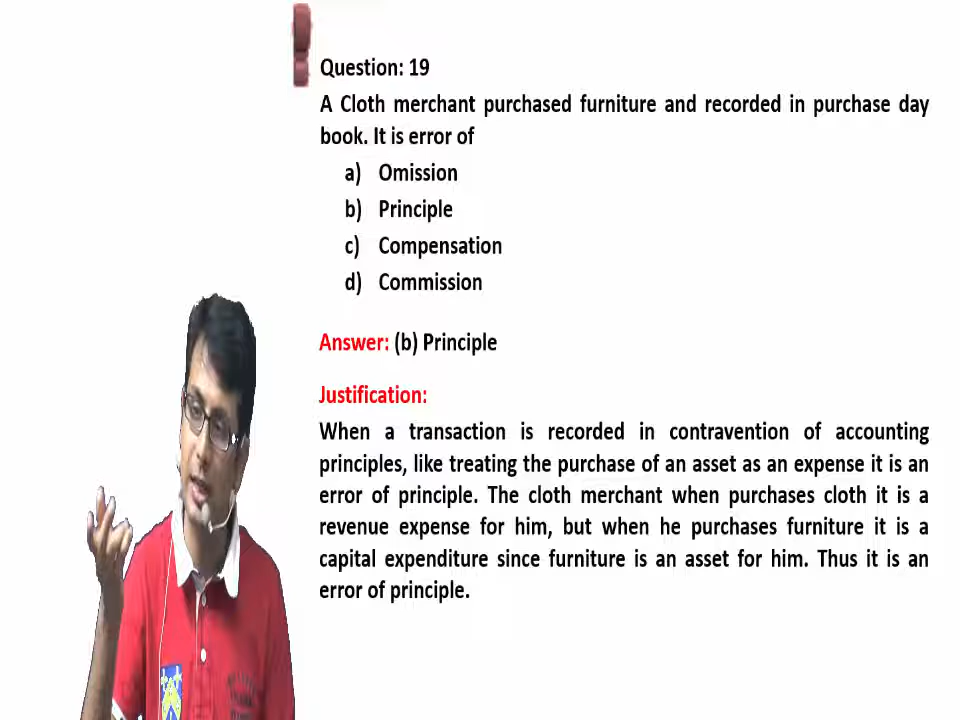 Question: 19
A Cloth merchant purchased furniture and recorded in purchase day
book. It is error of
a) Omission
b) Principle
c) Compensation
d) Commission
Answer: (b) Principle
Justification:
When a transaction is recorded in contravention of accounting
principles, like treating the purchase of an asset as an expense it is an
error of principle. The cloth merchant when purchases cloth it is a
revenue expense for him, but when he purchases furniture it is a
capital expenditure since furniture is an asset for him. Thus it is an
error of principle.